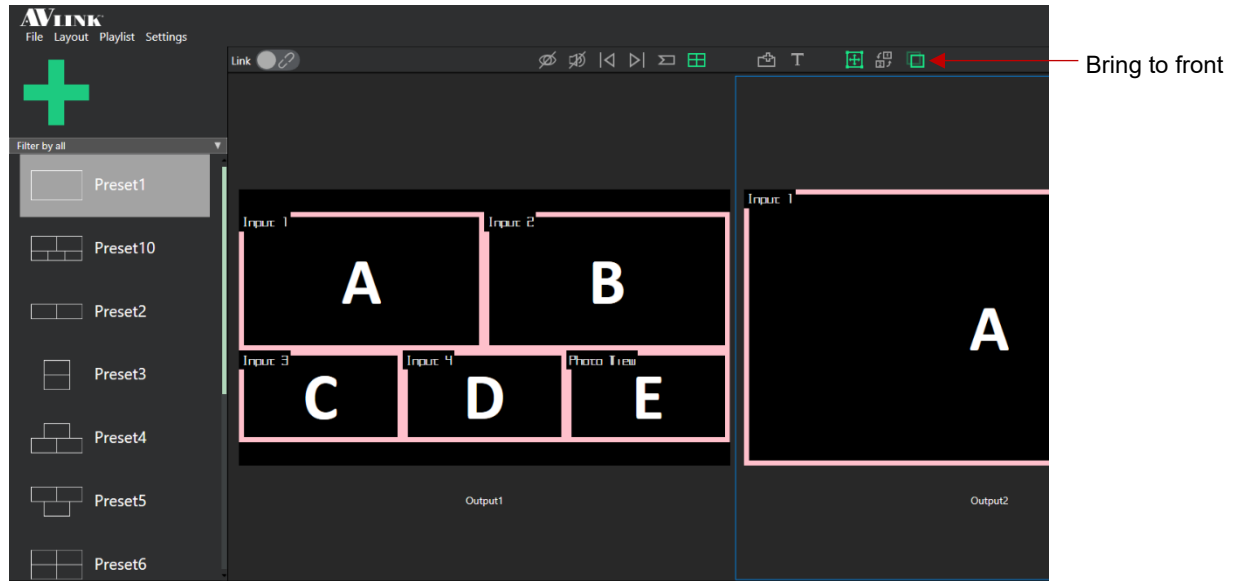 AVLINK
File Layout Playlist Settings
Link
T
Bring to front
Filter by all
Preset1
Preset10
Preset2
Preset3
Preset4
Preset5
Preset6
Input 1
Input 2
A
B
Input 3
Input 4
Photo View
C
D
E
Output1
Input 1
A
Output2